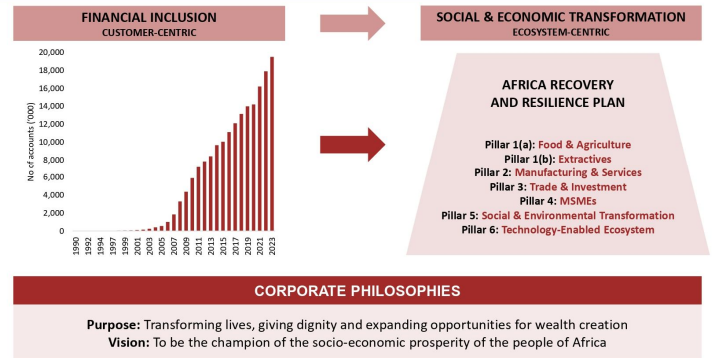 FINANCIAL INCLUSION
CUSTOMER-CENTRIC
SOCIAL & ECONOMIC TRANSFORMATION
ECOSYSTEM-CENTRIC
No of accounts ('000)
20,000
18,000
16,000
14,000
12,000
10,000
8,000
6,000
4,000
2,000
0
1990
1992
1994
1997
1999
2001
2003
2005
2007
2009
2011
2013
2015
2017
2019
2021
2023
AFRICA RECOVERY
AND RESILIENCE PLAN
Pillar 1(a): Food & Agriculture
Pillar 1(b): Extractives
Pillar 2: Manufacturing & Services
Pillar 3: Trade & Investment
Pillar 4: MSMEs
Pillar 5: Social & Environmental Transformation
Pillar 6: Technology-Enabled Ecosystem
CORPORATE PHILOSOPHIES
Purpose: Transforming lives, giving dignity and expanding opportunities for wealth creation
Vision: To be the champion of the socio-economic prosperity of the people of Africa